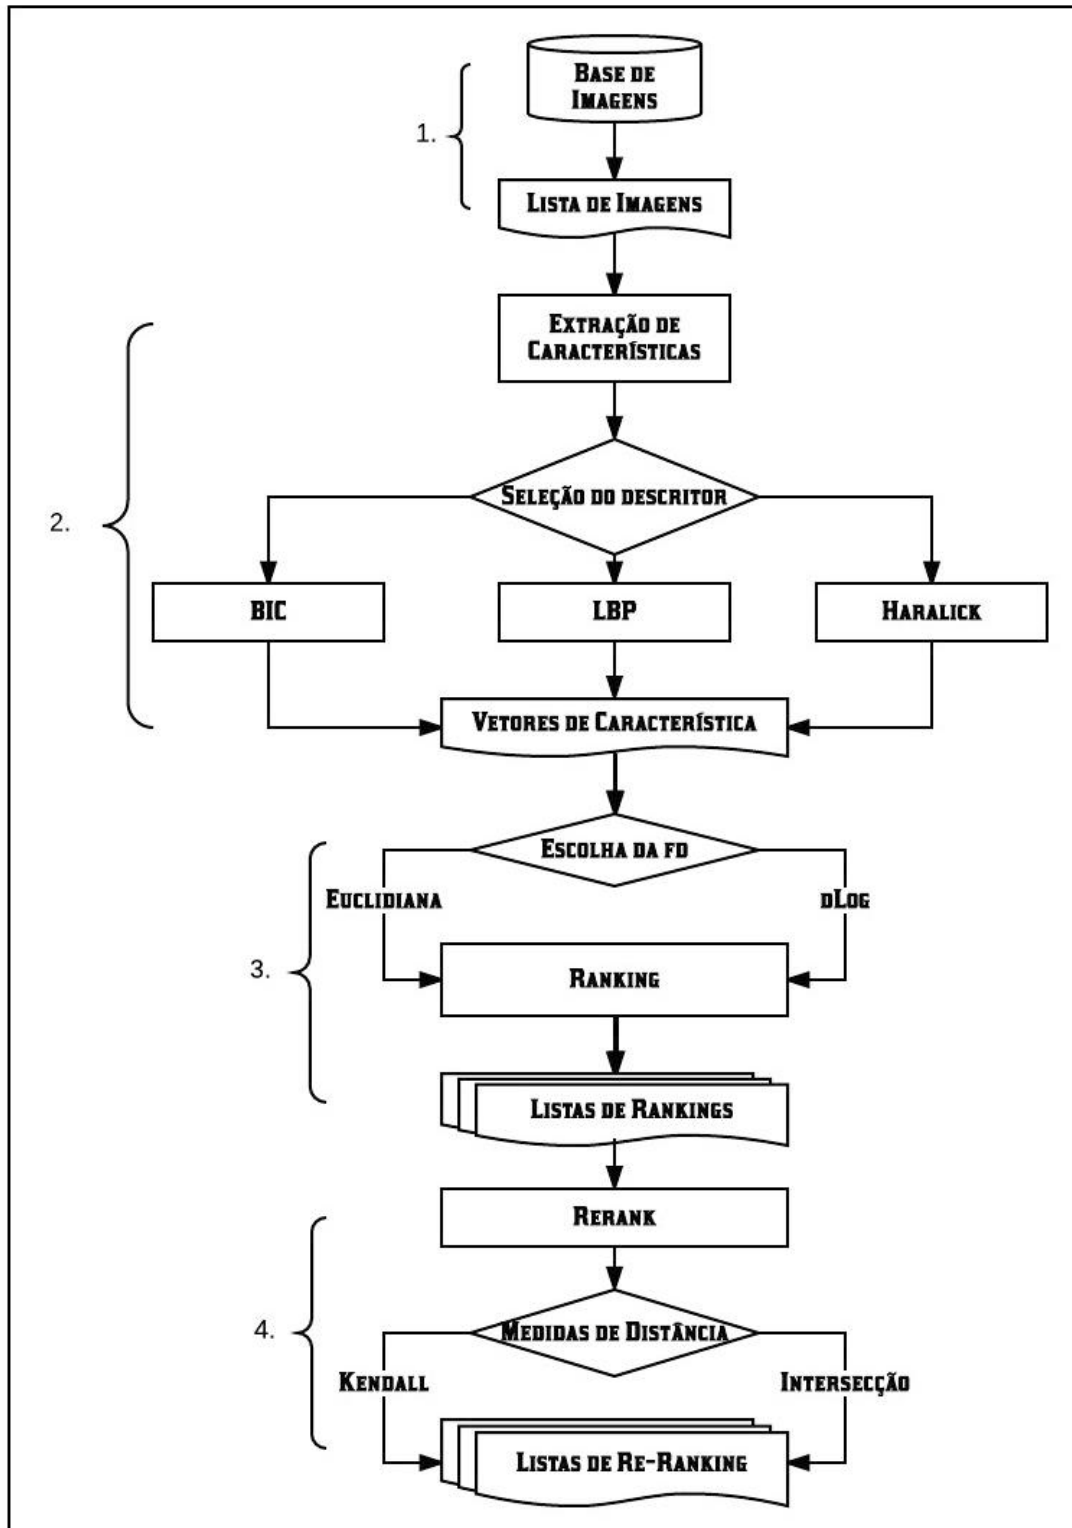 1.
BASE DE
IMAGENS
LISTA DE IMAGENS
2.
EXTRAÇÃO DE
CARACTERÍSTICAS
SELEÇÃO DO DESCRITOR
BIC
LBP
HARALICK
VETORES DE CARACTERÍSTICA
3.
ESCOLHA DA FD
EUCLIDIANA
DLOG
RANKING
LISTAS DE RANKINGS
4.
RERANK
MEDIDAS DE DISTÂNCIA
KENDALL
INTERSECÇÃO
LISTAS DE RE-RANKING